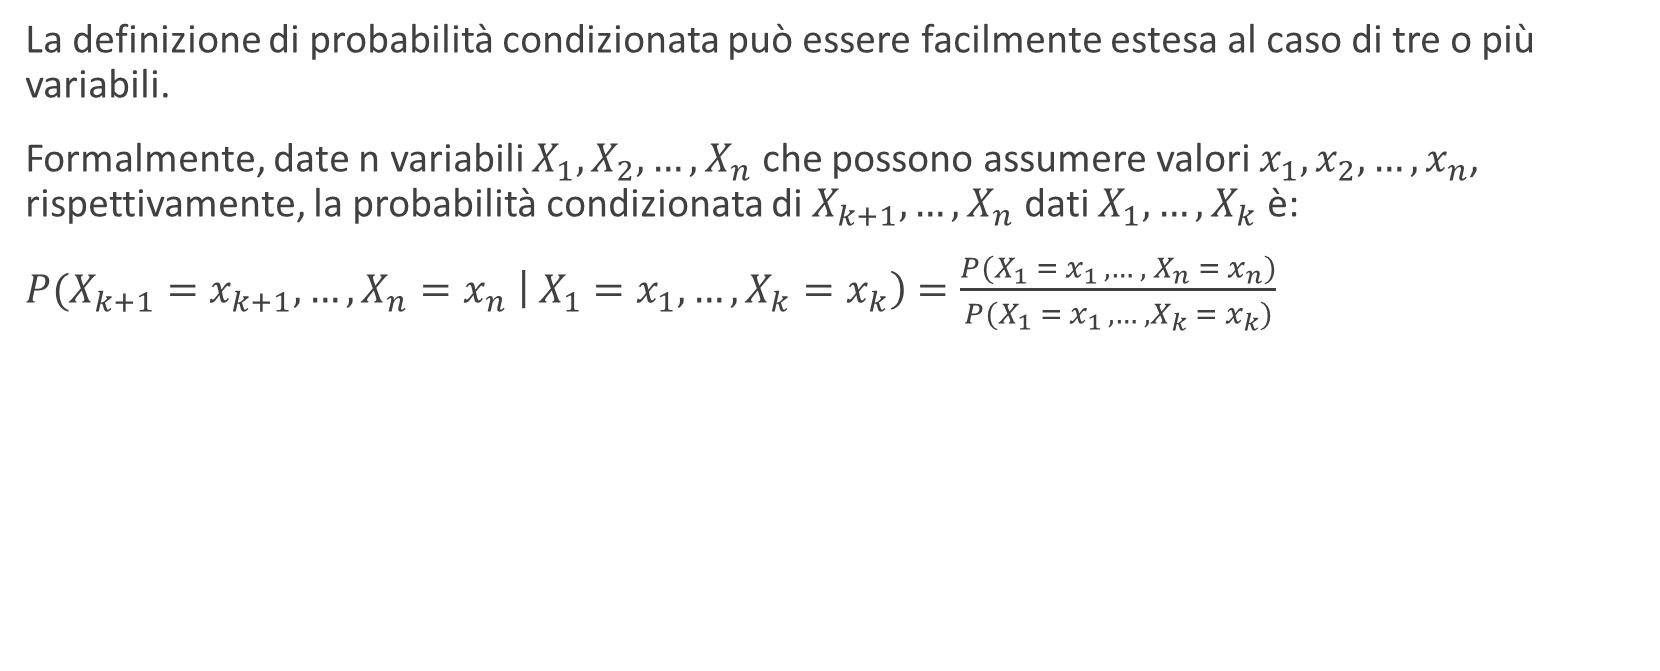 La definizione di probabilità condizionata può essere facilmente estesa al caso di tre o più
variabili.
Formalmente, date n variabili X₁, X₂, … , Xₙ che possono assumere valori x₁, x₂, … , xₙ,
rispettivamente, la probabilità condizionata di Xₖ₊₁, … , Xₙ dati X₁, … , Xₖ è:
P(Xₖ₊₁ = xₖ₊₁, … , Xₙ = xₙ | X₁ = x₁, … , Xₖ = xₖ) = P(X₁ = x₁ ,… , Xₙ = xₙ) / P(X₁ = x₁ ,… ,Xₖ = xₖ)